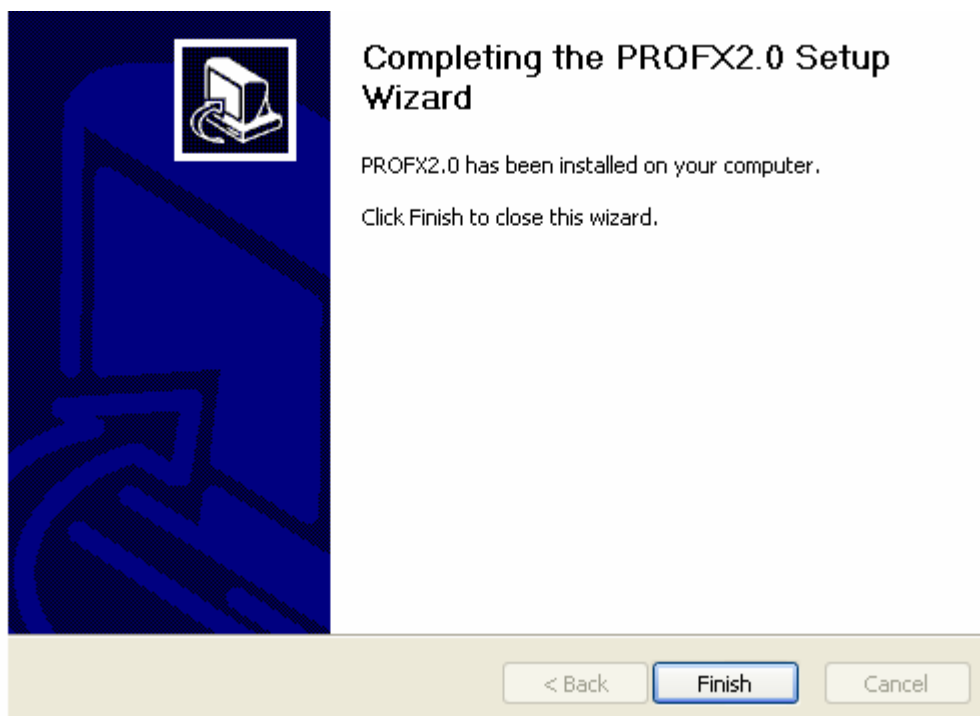 Completing the PROFX2.0 Setup
Wizard
PROFX2.0 has been installed on your computer.
Click Finish to close this wizard.
< Back
Finish
Cancel